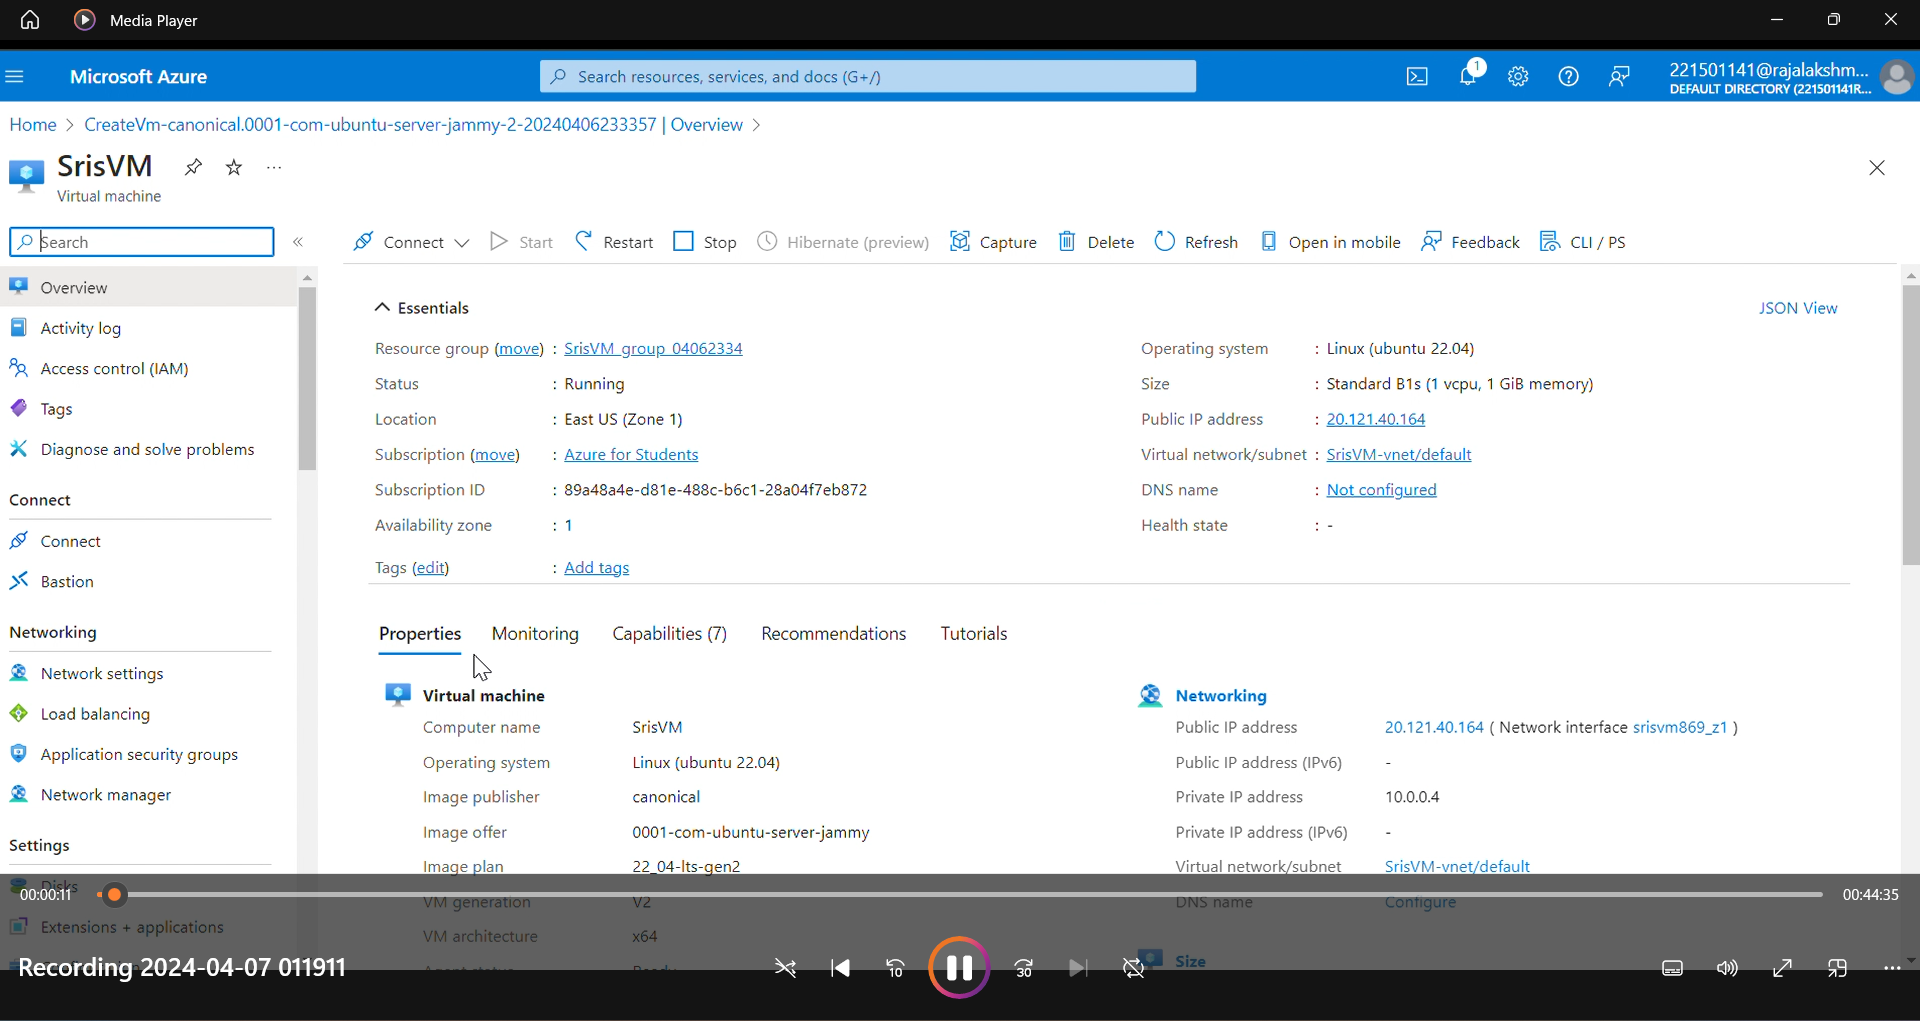 Media Player
Microsoft Azure
Search resources, services, and docs (G+/)
1
221501141@rajalakshm...
DEFAULT DIRECTORY (221501141R...
Home > CreateVm-canonical.0001-com-ubuntu-server-jammy-2-20240406233357 | Overview >
SrisVM
Virtual machine
Search
Connect Start Restart Stop Hibernate (preview) Capture Delete Refresh Open in mobile Feedback CLI / PS
Overview
Activity log
Access control (IAM)
Tags
Diagnose and solve problems
Connect
Connect
Bastion
Networking
Network settings
Load balancing
Application security groups
Network manager
Settings
Disks
Extensions + applications
Essentials
JSON View
Resource group (move) : SrisVM_group_04062334
Status : Running
Location : East US (Zone 1)
Subscription (move) : Azure for Students
Subscription ID : 89a48a4e-d81e-488c-b6c1-28a04f7eb872
Availability zone : 1
Tags (edit) : Add tags
Operating system : Linux (ubuntu 22.04)
Size : Standard B1s (1 vcpu, 1 GiB memory)
Public IP address : 20.121.40.164
Virtual network/subnet : SrisVM-vnet/default
DNS name : Not configured
Health state : -
Properties Monitoring Capabilities (7) Recommendations Tutorials
Virtual machine
Computer name SrisVM
Operating system Linux (ubuntu 22.04)
Image publisher canonical
Image offer 0001-com-ubuntu-server-jammy
Image plan 22_04-lts-gen2
VM generation V2
VM architecture x64
Networking
Public IP address 20.121.40.164 ( Network interface srisvm869_z1 )
Public IP address (IPv6) -
Private IP address 10.0.0.4
Private IP address (IPv6) -
Virtual network/subnet SrisVM-vnet/default
DNS name Configure
Size
00:00:11
00:44:35
Recording 2024-04-07 011911
10
30